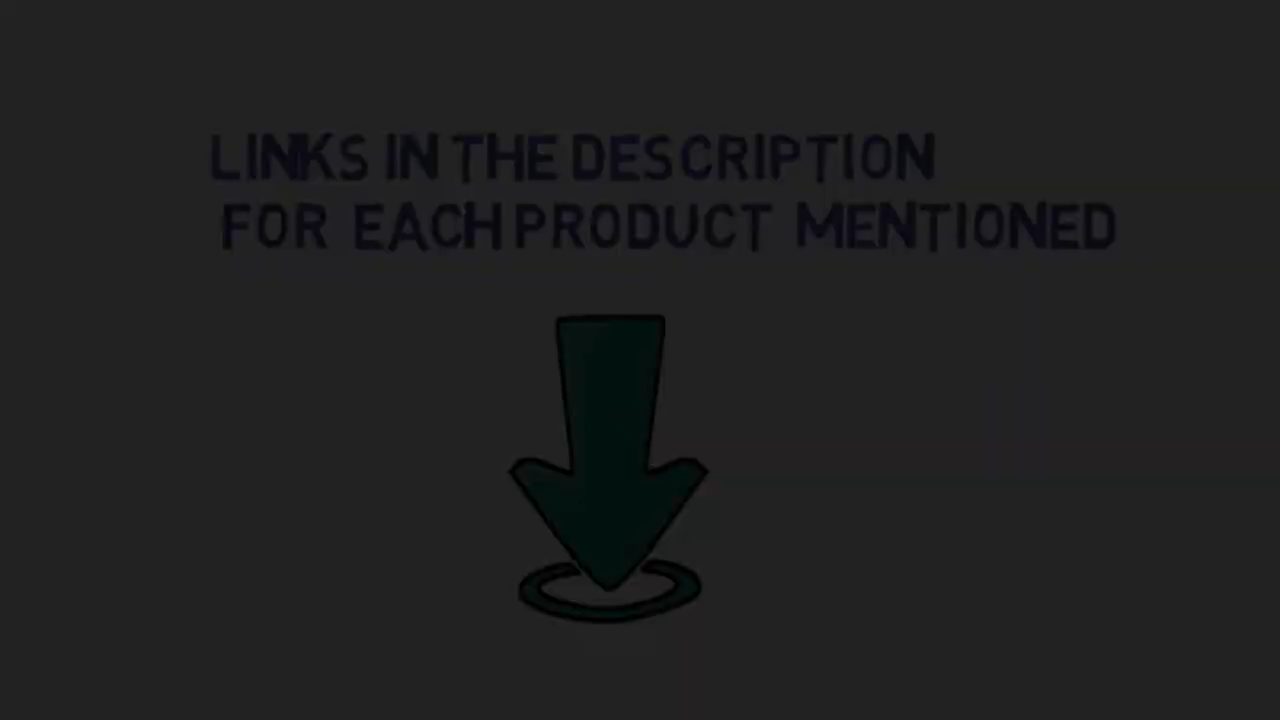 LINKS IN THE DESCRIPTION
FOR EACH PRODUCT MENTIONED